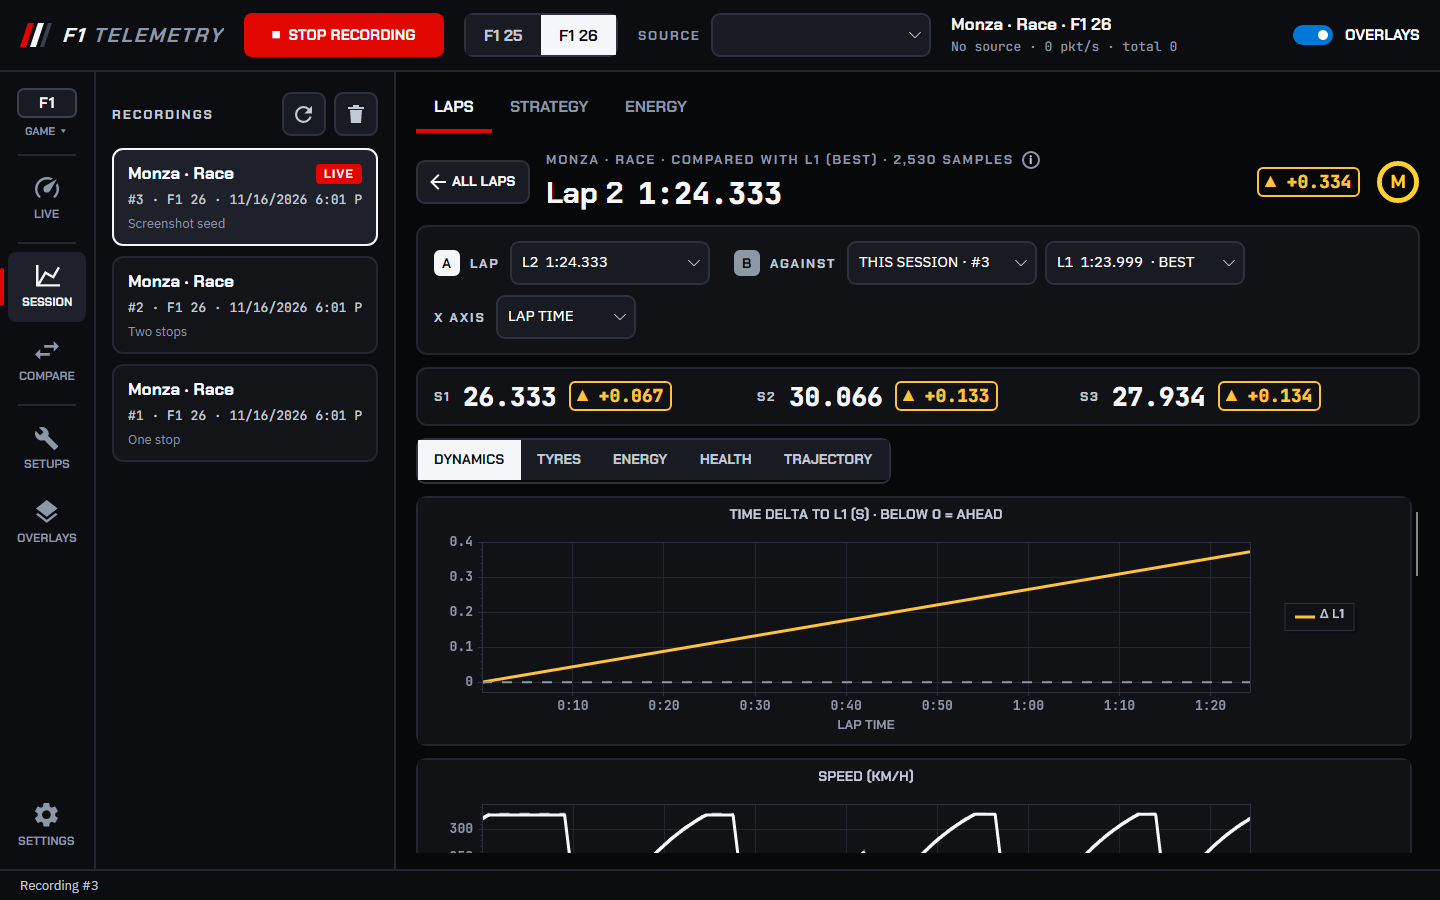 F1 TELEMETRY
STOP RECORDING
F1 25
F1 26
SOURCE
Monza · Race · F1 26
No source · 0 pkt/s · total 0
OVERLAYS
F1
GAME
LIVE
SESSION
COMPARE
SETUPS
OVERLAYS
SETTINGS
RECORDINGS
Monza · Race
LIVE
#3 · F1 26 · 11/16/2026 6:01 P
Screenshot seed
Monza · Race
#2 · F1 26 · 11/16/2026 6:01 P
Two stops
Monza · Race
#1 · F1 26 · 11/16/2026 6:01 P
One stop
LAPS
STRATEGY
ENERGY
ALL LAPS
MONZA · RACE · COMPARED WITH L1 (BEST) · 2,530 SAMPLES
Lap 2 1:24.333
▲ +0.334
M
A LAP
L2 1:24.333
B AGAINST
THIS SESSION · #3
L1 1:23.999 · BEST
X AXIS
LAP TIME
S1 26.333 ▲ +0.067
S2 30.066 ▲ +0.133
S3 27.934 ▲ +0.134
DYNAMICS
TYRES
ENERGY
HEALTH
TRAJECTORY
TIME DELTA TO L1 (S) · BELOW 0 = AHEAD
0.4
0.3
0.2
0.1
0
0:10 0:20 0:30 0:40 0:50 1:00 1:10 1:20
LAP TIME
Δ L1
SPEED (KM/H)
300
Recording #3